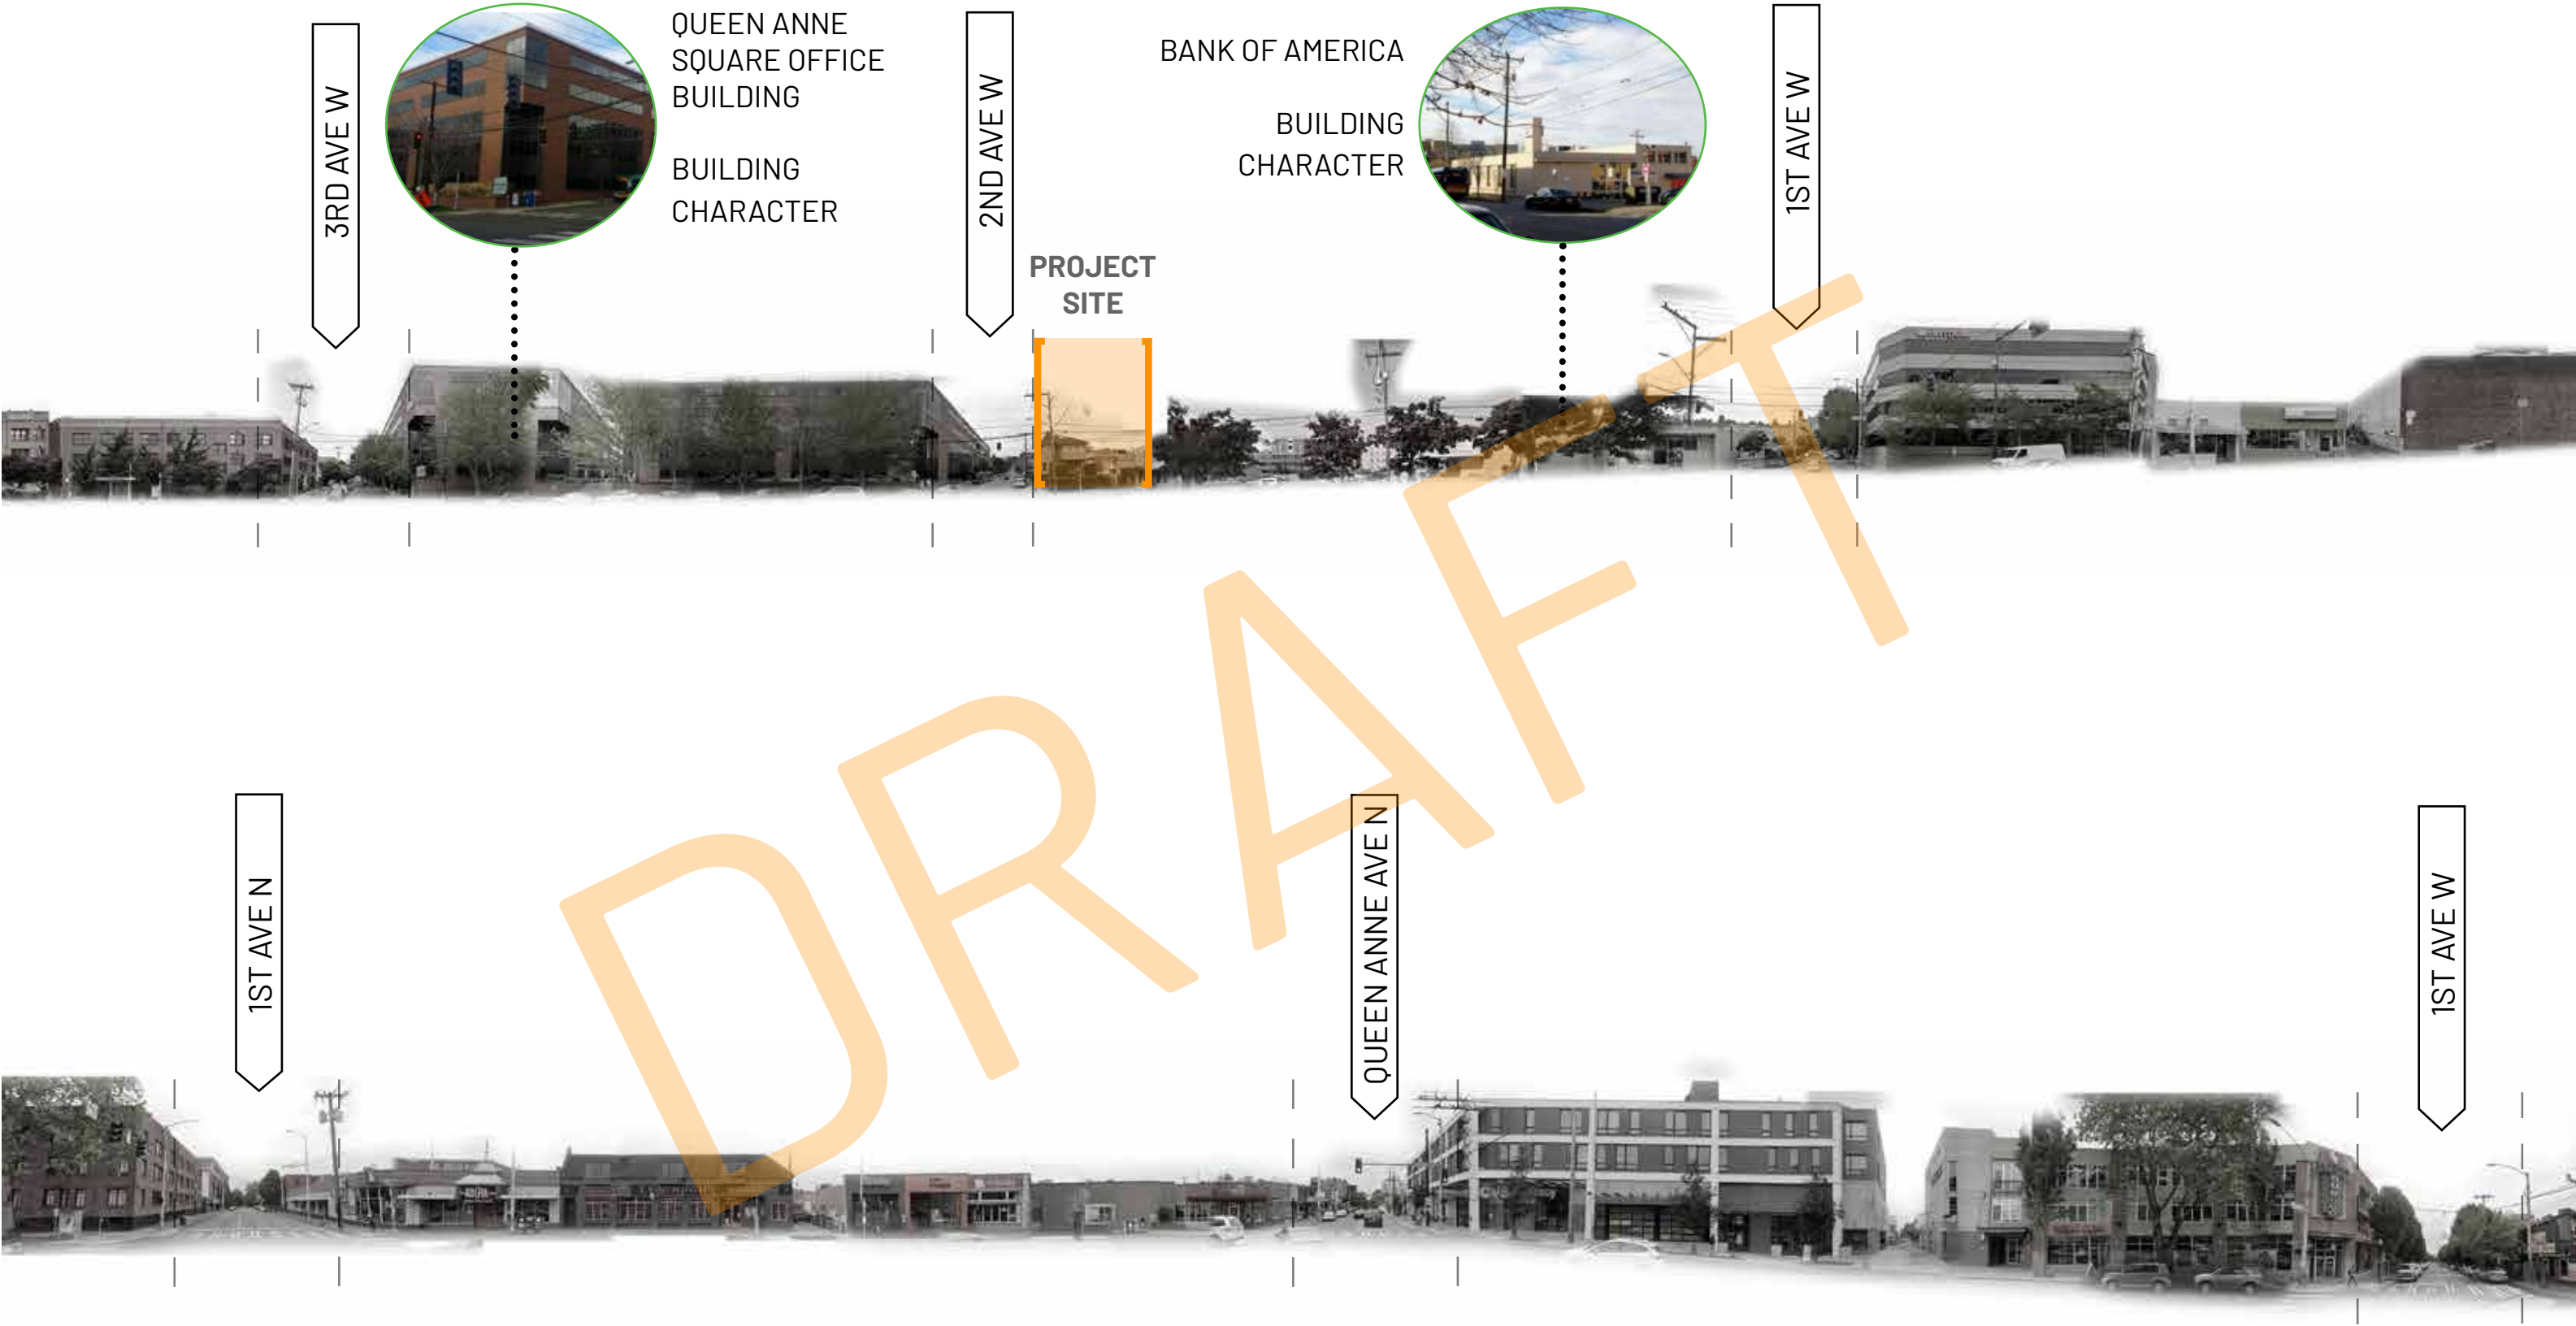 3RD AVE W
QUEEN ANNE
SQUARE OFFICE
BUILDING
BUILDING
CHARACTER
2ND AVE W
PROJECT
SITE
BANK OF AMERICA
BUILDING
CHARACTER
1ST AVE W
DRAFT
1ST AVE N
QUEEN ANNE AVE N
1ST AVE W